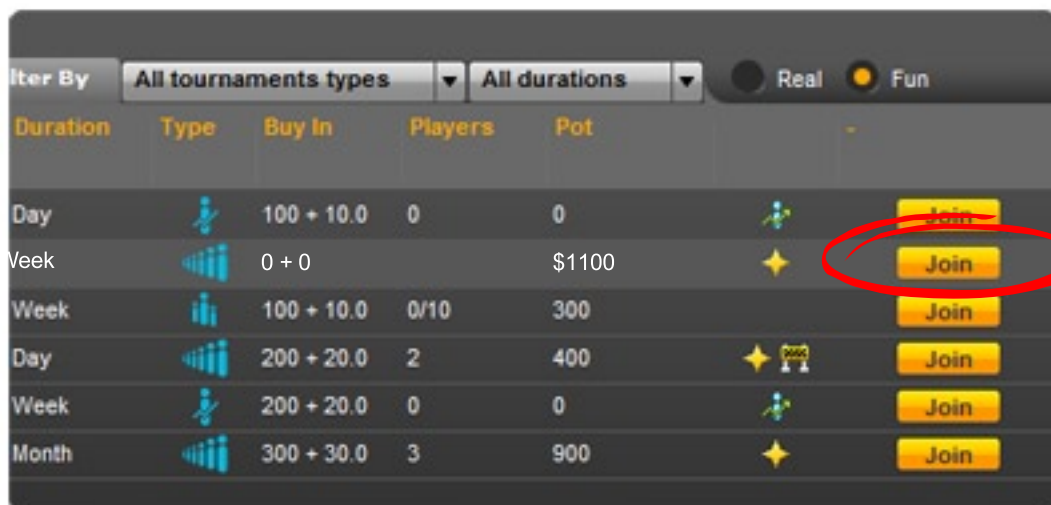 lter By All tournaments types All durations Real Fun
Duration Type Buy In Players Pot -
Day 100 + 10.0 0 0 Join
Week 0 + 0 $1100 Join
Week 100 + 10.0 0/10 300 Join
Day 200 + 20.0 2 400 Join
Week 200 + 20.0 0 0 Join
Month 300 + 30.0 3 900 Join